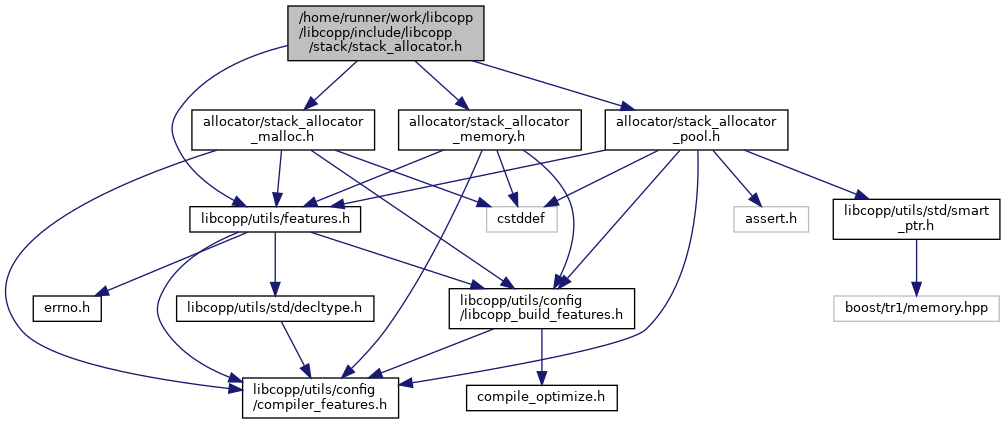 /home/runner/work/libcopp
/libcopp/include/libcopp
/stack/stack_allocator.h
allocator/stack_allocator
_malloc.h
allocator/stack_allocator
_memory.h
allocator/stack_allocator
_pool.h
libcopp/utils/features.h
cstddef
assert.h
libcopp/utils/std/smart
_ptr.h
errno.h
libcopp/utils/std/decltype.h
libcopp/utils/config
/libcopp_build_features.h
boost/tr1/memory.hpp
libcopp/utils/config
/compiler_features.h
compile_optimize.h